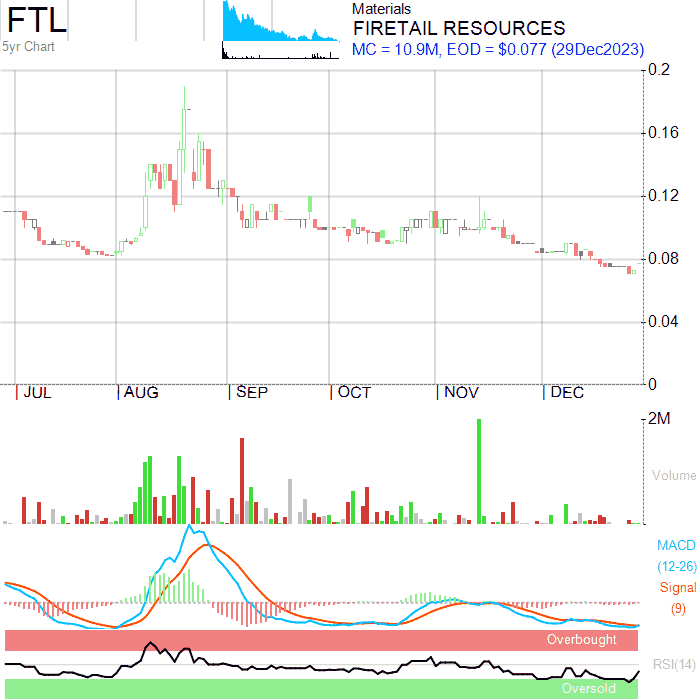 FTL
5yr Chart
Materials
FIRETAIL RESOURCES
MC = 10.9M, EOD = $0.077 (29Dec2023)
0.2
0.16
0.12
0.08
0.04
0
JUL AUG SEP OCT NOV DEC
2M
Volume
MACD
(12-26)
Signal
(9)
Overbought
RSI(14)
Oversold